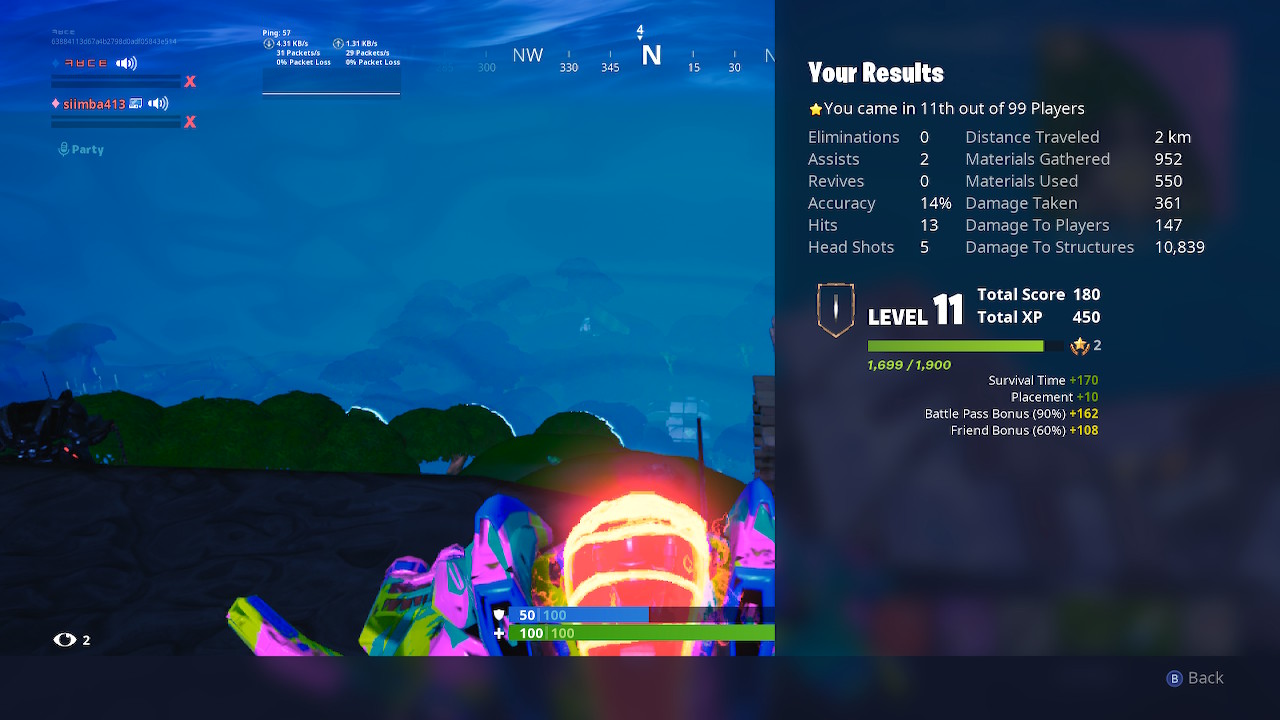 63884113d67a4b2798d0adf05843e514
ㅋㅂㄷㅌ
siimba413
Party
Ping: 57
4.31 KB/s 1.31 KB/s
31 Packets/s 29 Packets/s
0% Packet Loss 0% Packet Loss
4
300 NW 330 345 N 15 30 N
Your Results
You came in 11th out of 99 Players
Eliminations 0 Distance Traveled 2 km
Assists 2 Materials Gathered 952
Revives 0 Materials Used 550
Accuracy 14% Damage Taken 361
Hits 13 Damage To Players 147
Head Shots 5 Damage To Structures 10,839
LEVEL 11
Total Score 180
Total XP 450
2
1,699 / 1,900
Survival Time +170
Placement +10
Battle Pass Bonus (90%) +162
Friend Bonus (60%) +108
50 | 100
100 | 100
2
B Back